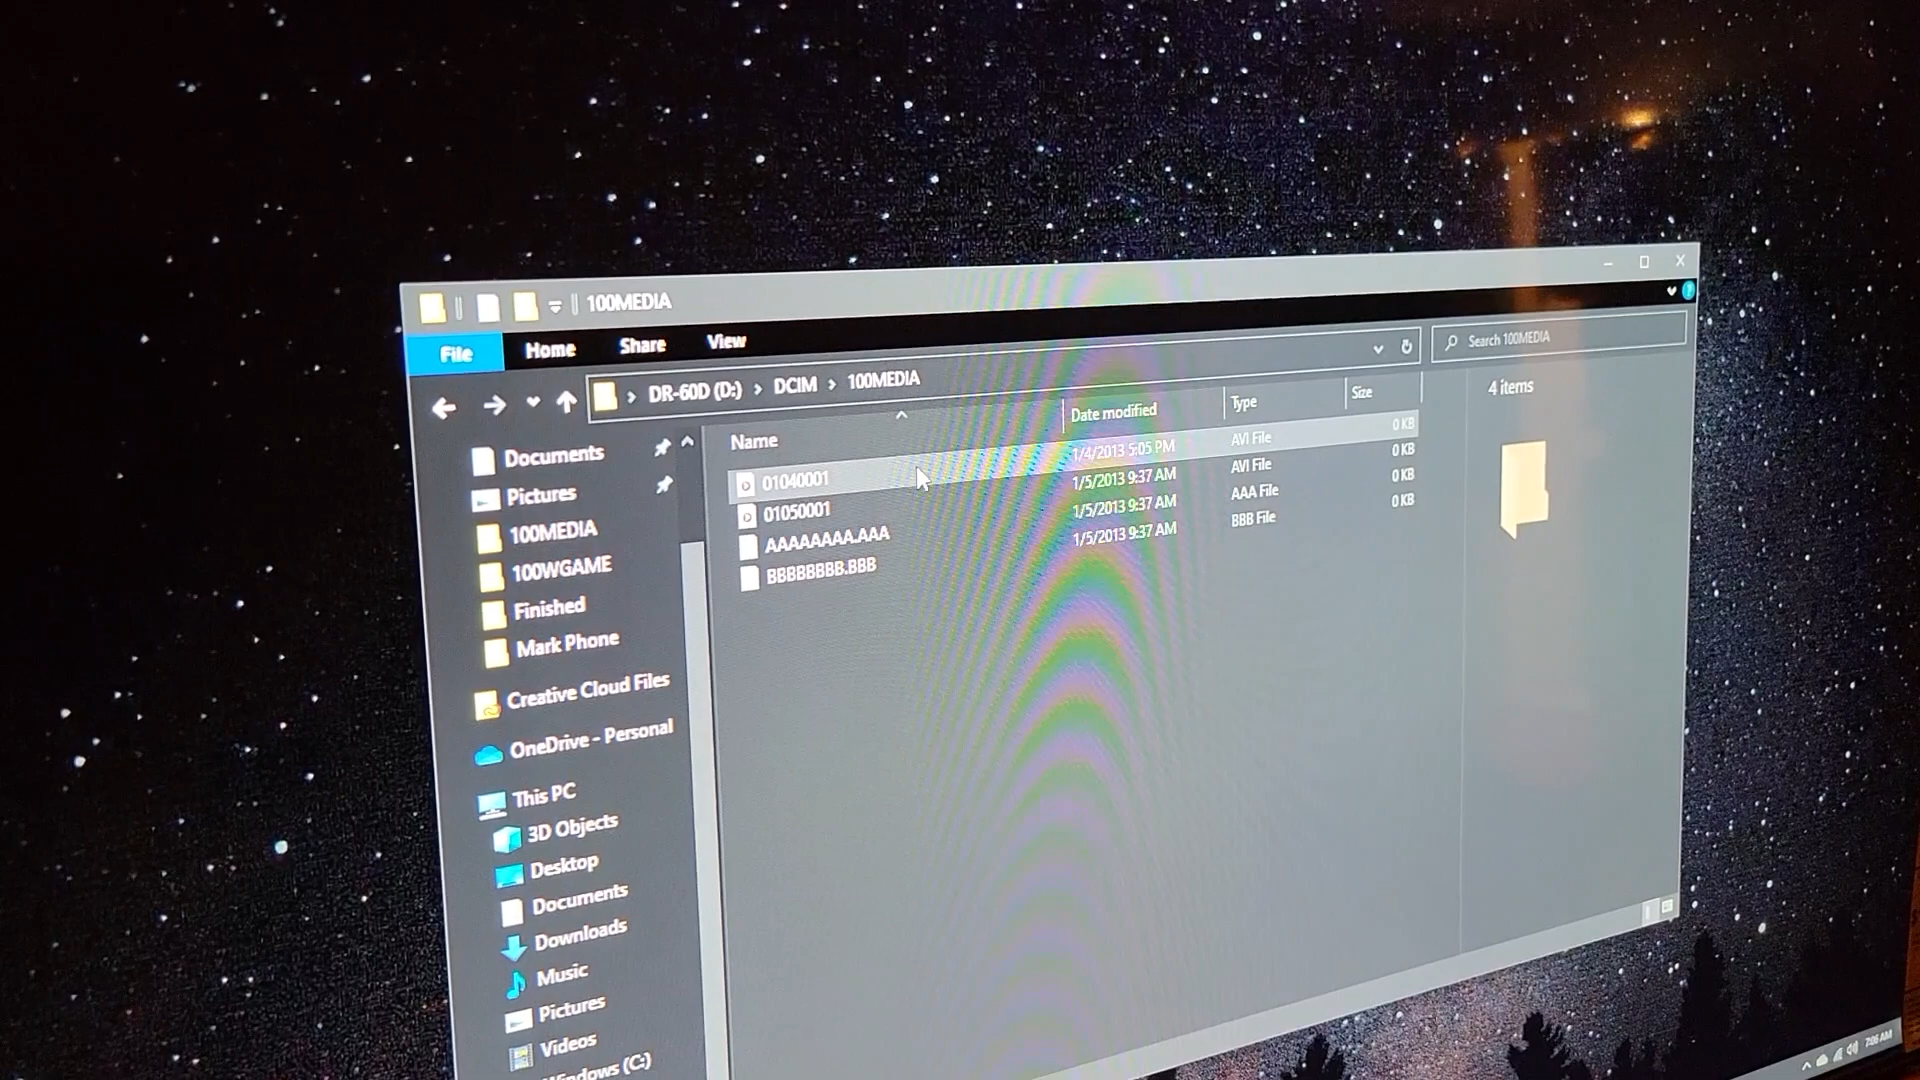 100MEDIA
File Home Share View
DR-60D (D:) > DCIM > 100MEDIA
Search 100MEDIA
Name Date modified Type Size
01040001 1/4/2013 5:05 PM AVI File 0 KB
01050001 1/5/2013 9:37 AM AVI File 0 KB
AAAAAAAA.AAA 1/5/2013 9:37 AM AAA File 0 KB
BBBBBBBB.BBB 1/5/2013 9:37 AM BBB File 0 KB
4 items
Documents
Pictures
100MEDIA
100WGAME
Finished
Mark Phone
Creative Cloud Files
OneDrive - Personal
This PC
3D Objects
Desktop
Documents
Downloads
Music
Pictures
Videos
Windows (C:)
7:06 AM